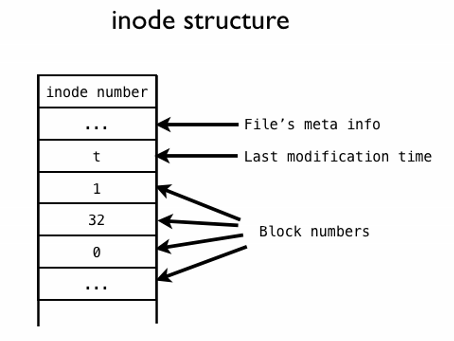 inode structure
inode number
...
File's meta info
t
Last modification time
1
32
Block numbers
0
...